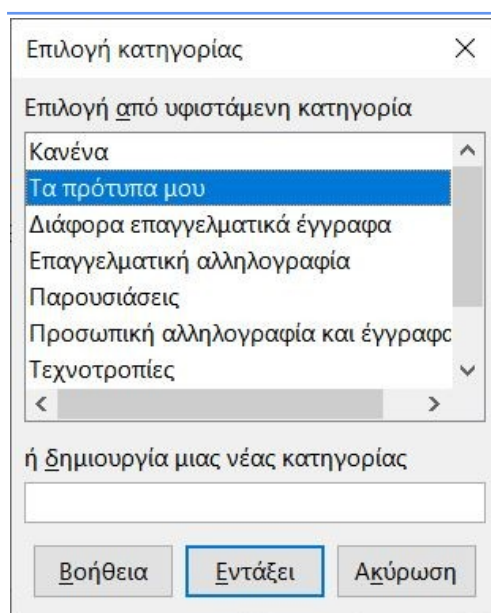 Επιλογή κατηγορίας
Επιλογή από υφιστάμενη κατηγορία
Κανένα
Τα πρότυπα μου
Διάφορα επαγγελματικά έγγραφα
Επαγγελματική αλληλογραφία
Παρουσιάσεις
Προσωπική αλληλογραφία και έγγραφα
Τεχνοτροπίες
ή δημιουργία μιας νέας κατηγορίας
Βοήθεια Εντάξει Ακύρωση